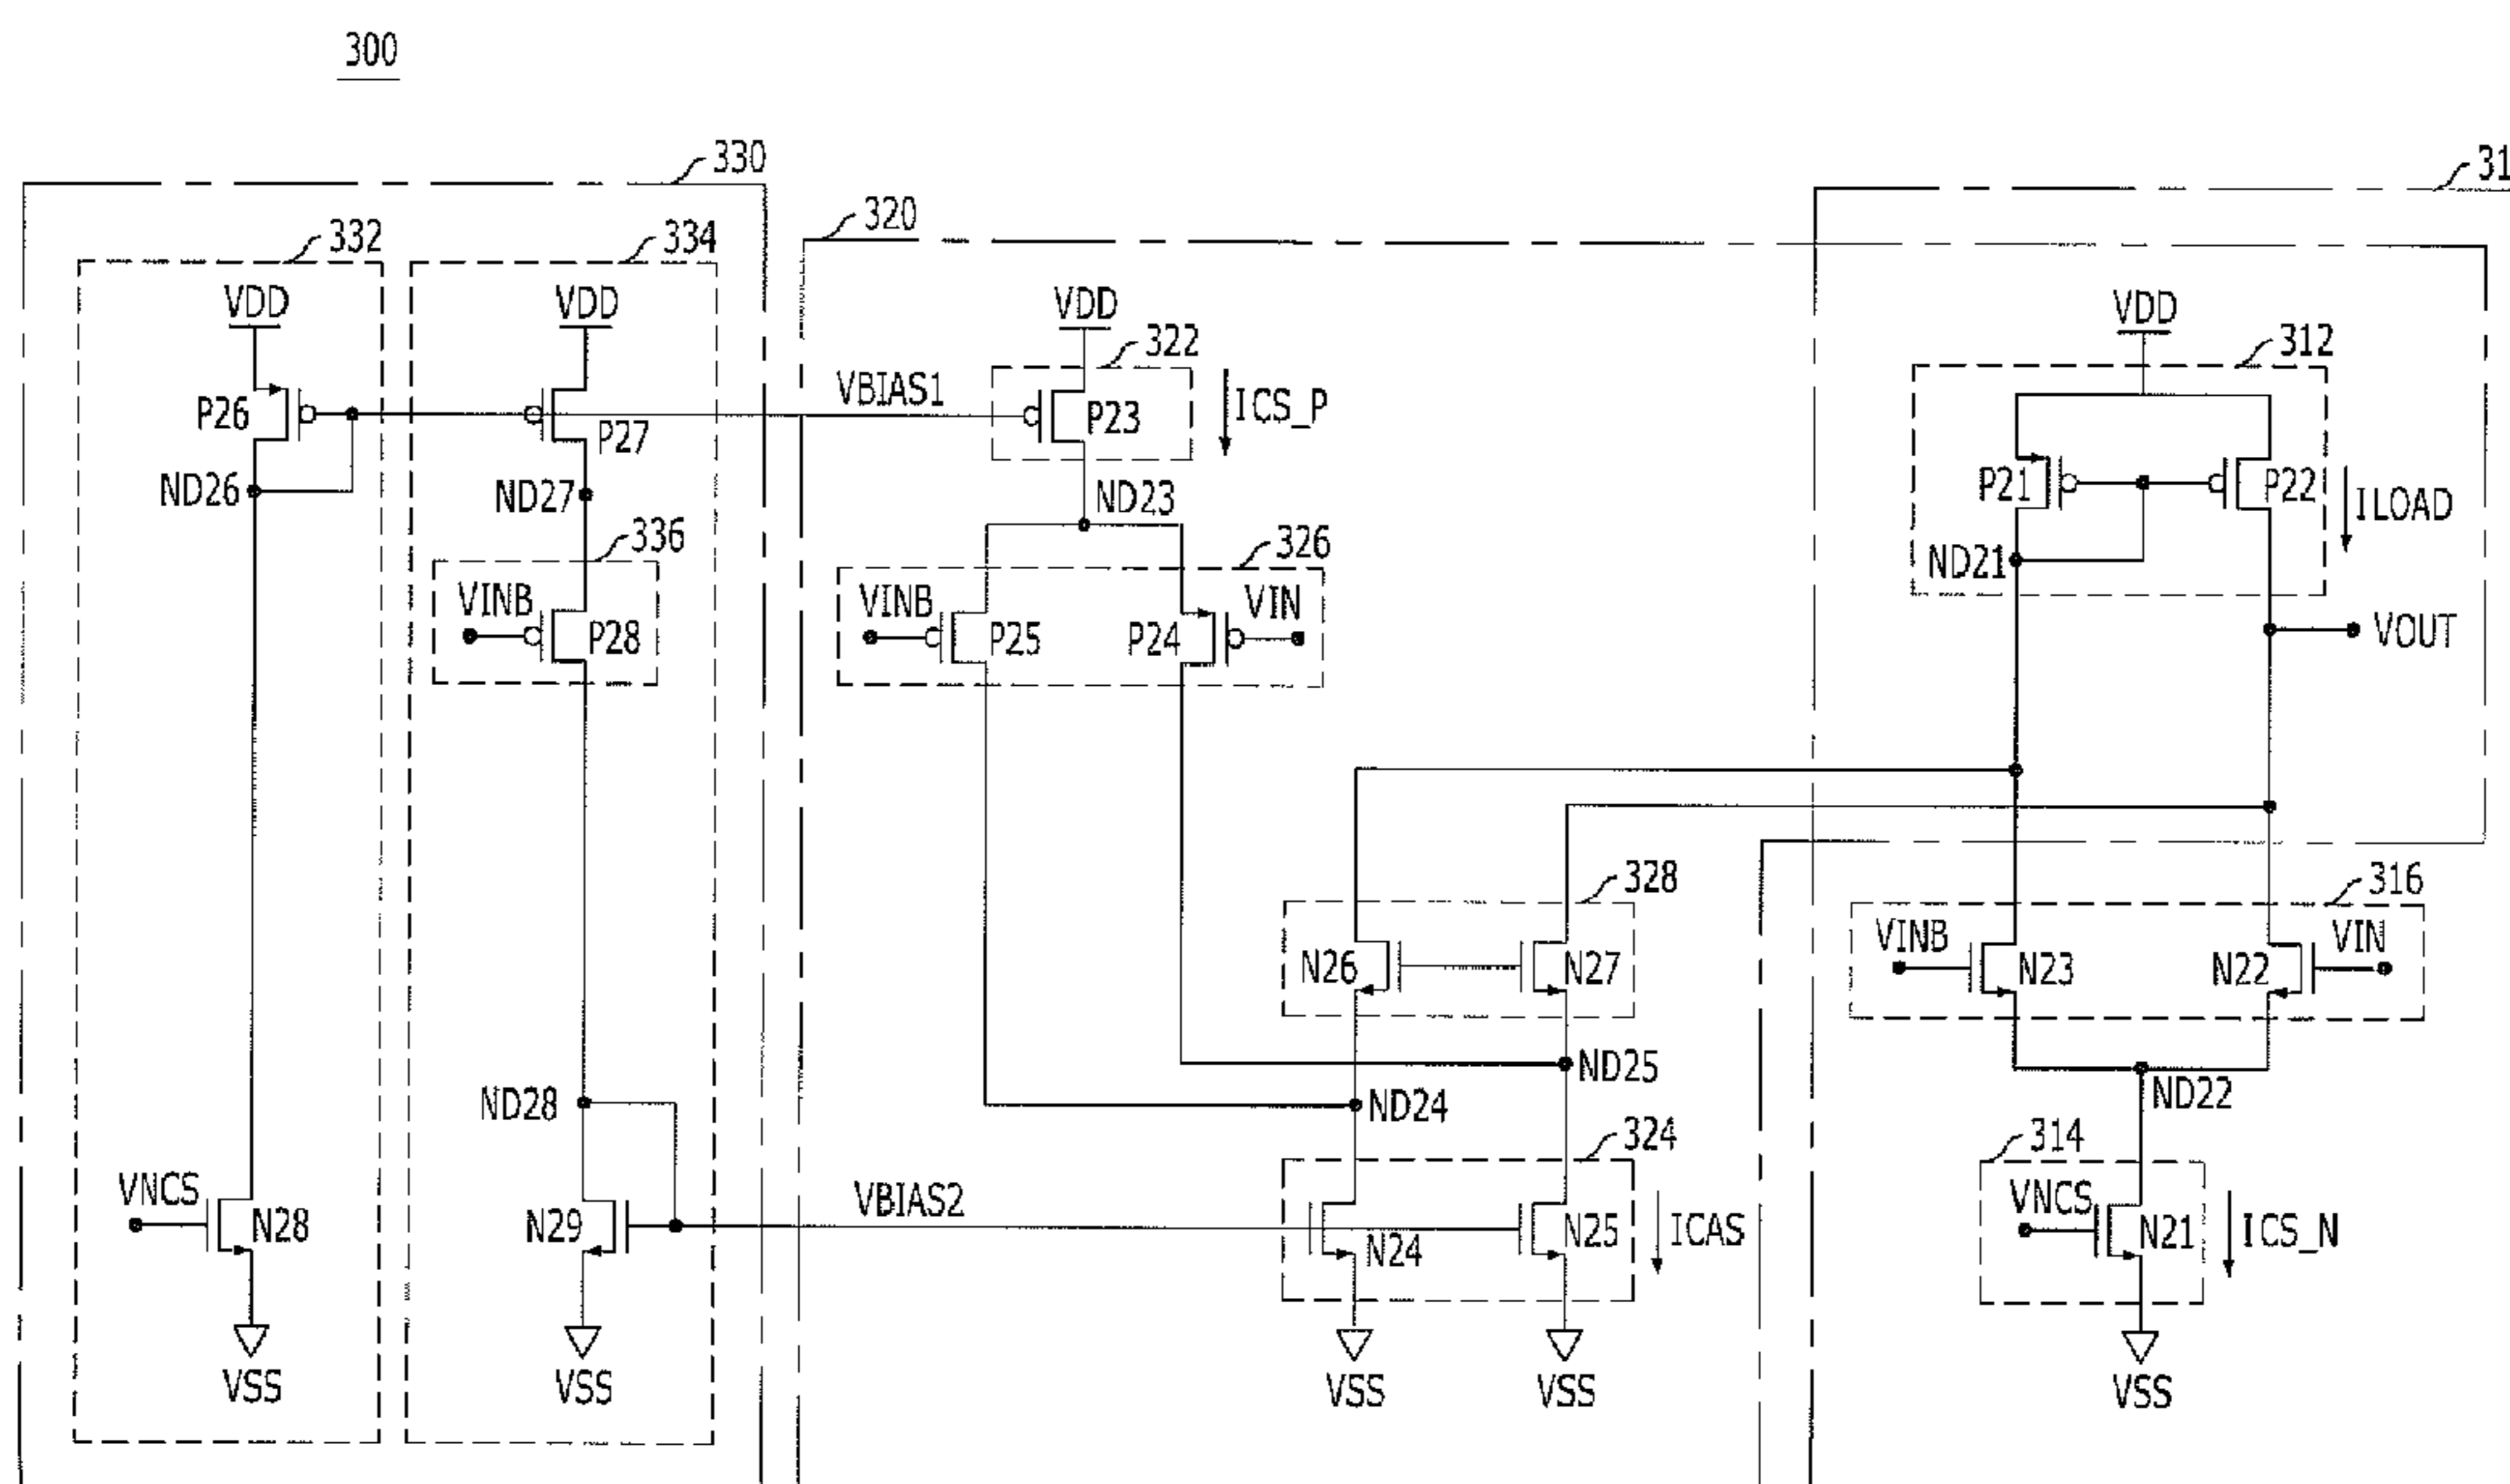 300
330
31
320
332
334
VDD
VDD
VDD
VDD
322
312
VBIAS1
ICS_P
P26
P27
P23
P21
P22
ILOAD
ND26
ND27
ND23
336
326
ND21
VINB
P28
VINB
P25
P24
VIN
VOUT
328
316
VINB
VIN
N26
N27
N23
N22
ND25
ND28
ND24
ND22
324
314
VNCS
N28
N29
VBIAS2
N24
N25
ICAS
VNCS
N21
ICS_N
VSS
VSS
VSS
VSS
VSS